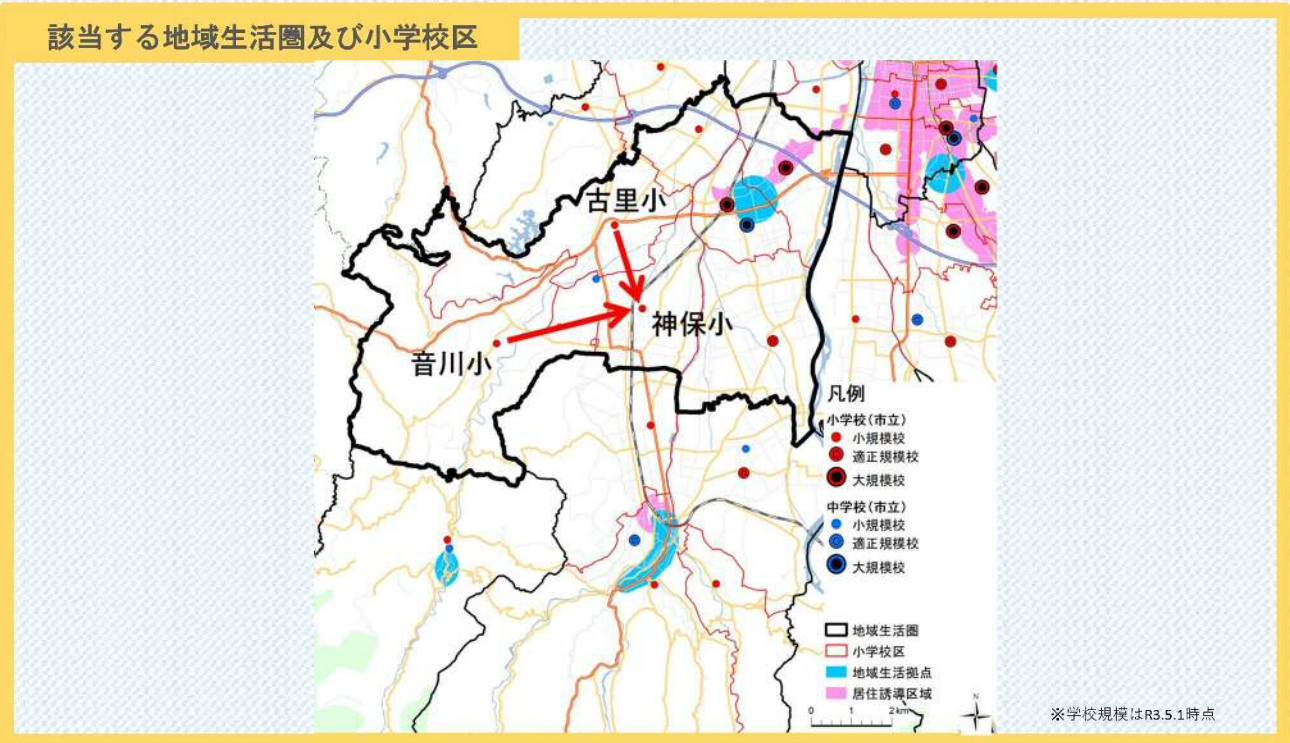 該当する地域生活圏及び小学校区
古里小
神保小
音川小
凡例
小学校(市立)
小規模校
適正規模校
大規模校
中学校(市立)
小規模校
適正規模校
大規模校
地域生活圏
小学校区
地域生活拠点
居住誘導区域
0 1 2km
N
※学校規模はR3.5.1時点